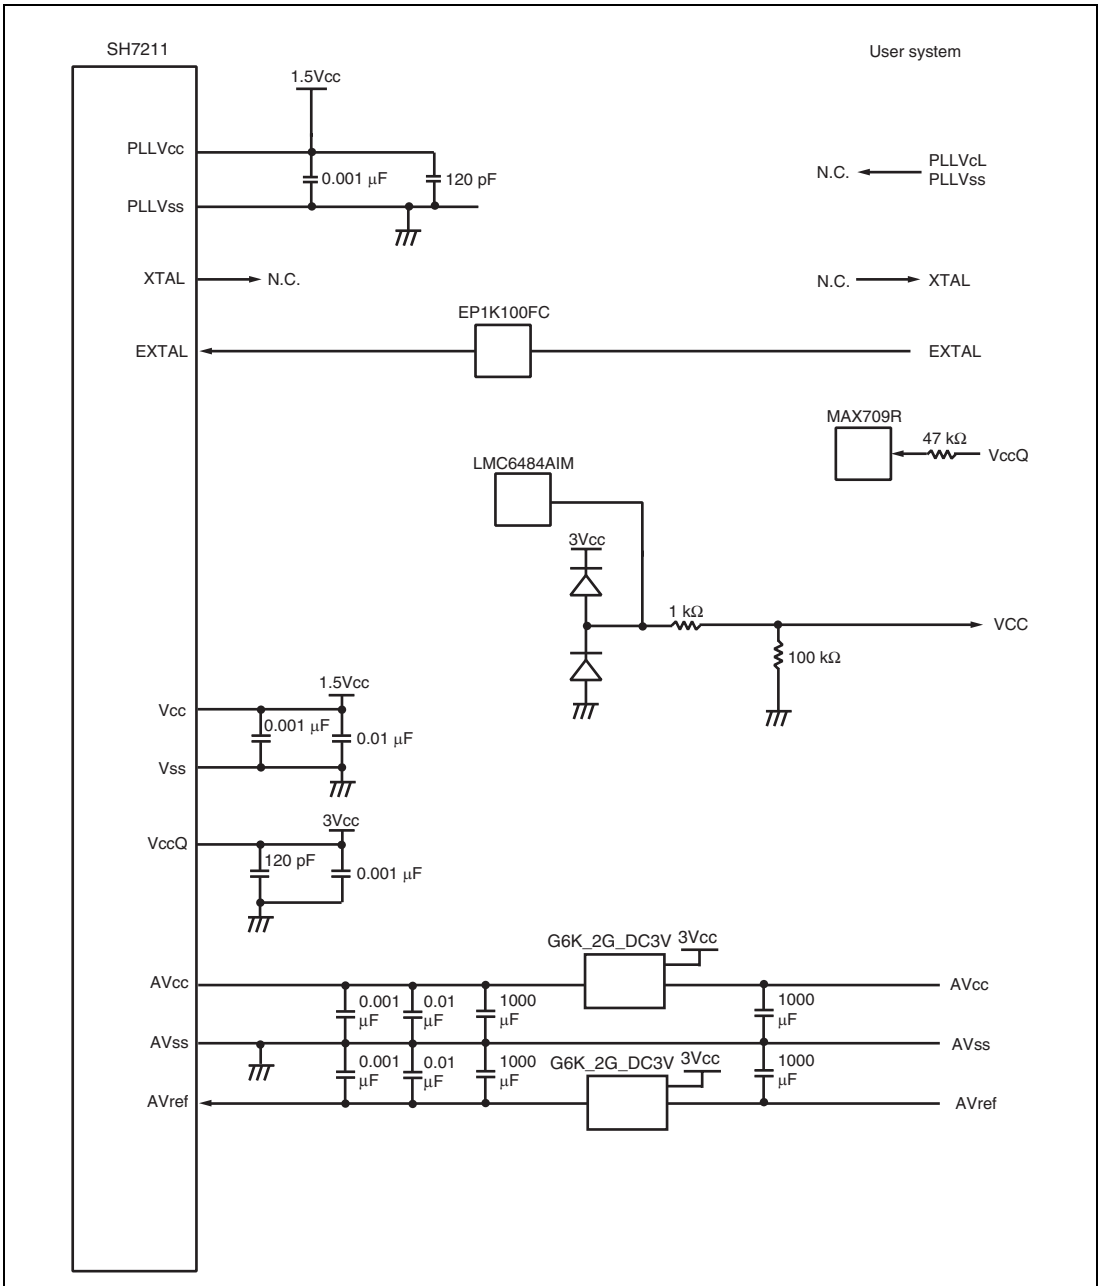 SH7211
User system
1.5Vcc
PLLVcc
0.001 μF
120 pF
PLLVss
N.C.
PLLVcL
PLLVss
XTAL
N.C.
N.C.
XTAL
EP1K100FC
EXTAL
EXTAL
MAX709R
47 kΩ
VccQ
LMC6484AIM
3Vcc
1 kΩ
VCC
100 kΩ
1.5Vcc
Vcc
0.001 μF
0.01 μF
Vss
3Vcc
VccQ
120 pF
0.001 μF
G6K_2G_DC3V
3Vcc
AVcc
0.001
μF
0.01
μF
1000
μF
1000
μF
AVcc
AVss
AVss
0.001
μF
0.01
μF
1000
μF
G6K_2G_DC3V
3Vcc
1000
μF
AVref
AVref